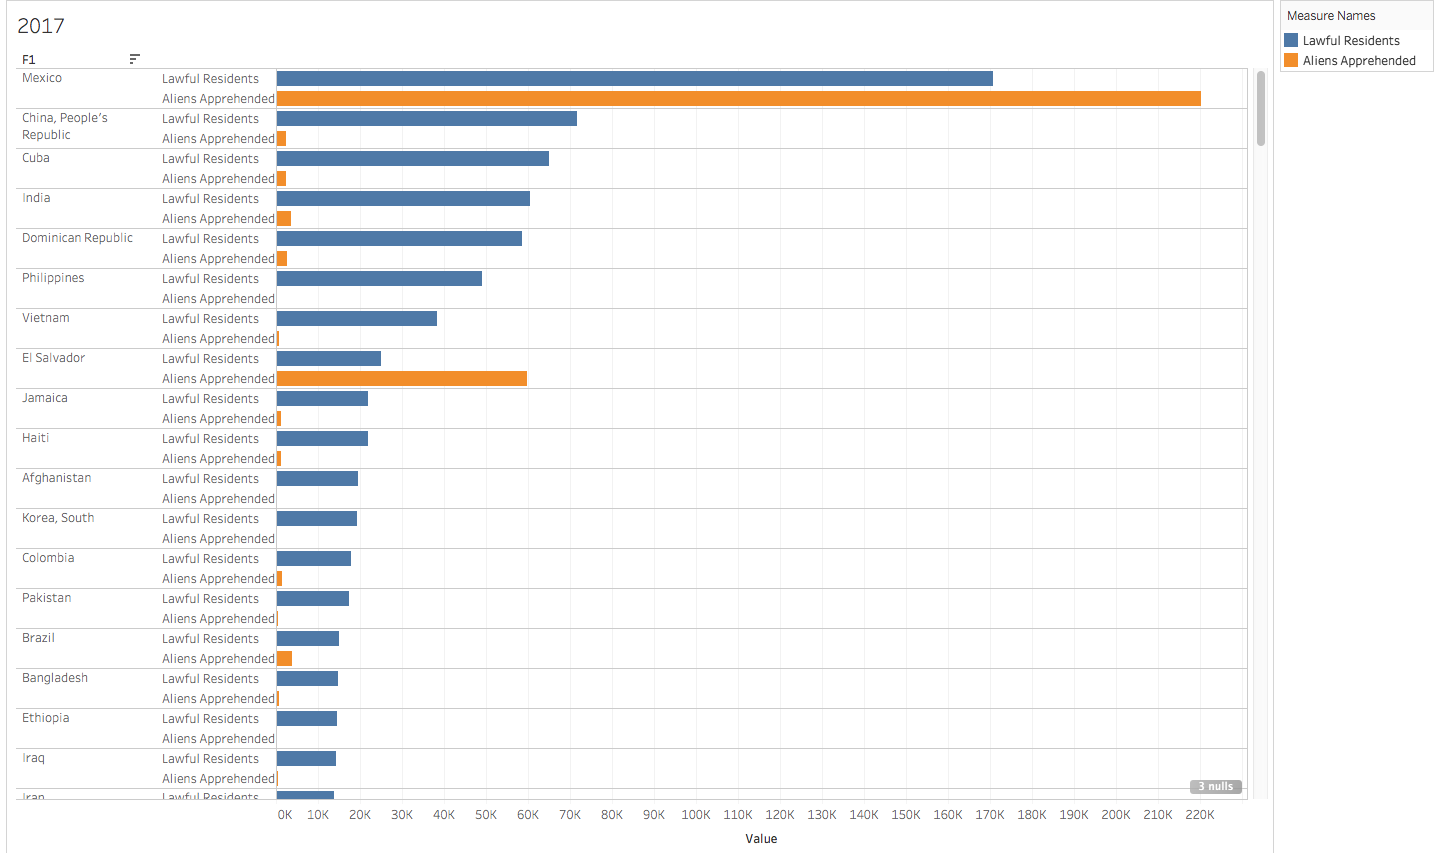 2017
Measure Names
Lawful Residents
Aliens Apprehended
F1
Mexico
Lawful Residents
Aliens Apprehended
China, People's
Republic
Lawful Residents
Aliens Apprehended
Cuba
Lawful Residents
Aliens Apprehended
India
Lawful Residents
Aliens Apprehended
Dominican Republic
Lawful Residents
Aliens Apprehended
Philippines
Lawful Residents
Aliens Apprehended
Vietnam
Lawful Residents
Aliens Apprehended
El Salvador
Lawful Residents
Aliens Apprehended
Jamaica
Lawful Residents
Aliens Apprehended
Haiti
Lawful Residents
Aliens Apprehended
Afghanistan
Lawful Residents
Aliens Apprehended
Korea, South
Lawful Residents
Aliens Apprehended
Colombia
Lawful Residents
Aliens Apprehended
Pakistan
Lawful Residents
Aliens Apprehended
Brazil
Lawful Residents
Aliens Apprehended
Bangladesh
Lawful Residents
Aliens Apprehended
Ethiopia
Lawful Residents
Aliens Apprehended
Iraq
Lawful Residents
Aliens Apprehended
Iran
Lawful Residents
3 nulls
0K 10K 20K 30K 40K 50K 60K 70K 80K 90K 100K 110K 120K 130K 140K 150K 160K 170K 180K 190K 200K 210K 220K
Value